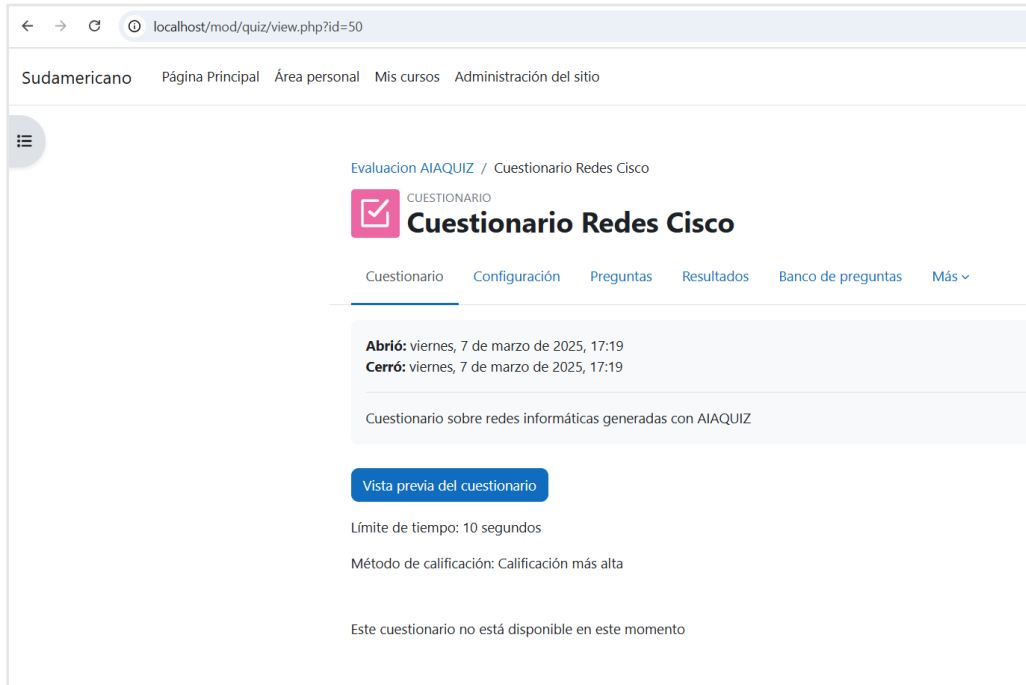 localhost/mod/quiz/view.php?id=50
Sudamericano Página Principal Área personal Mis cursos Administración del sitio
Evaluacion AIAQUIZ / Cuestionario Redes Cisco
CUESTIONARIO
Cuestionario Redes Cisco
Cuestionario Configuración Preguntas Resultados Banco de preguntas Más
Abrió: viernes, 7 de marzo de 2025, 17:19
Cerró: viernes, 7 de marzo de 2025, 17:19
Cuestionario sobre redes informáticas generadas con AIAQUIZ
Vista previa del cuestionario
Límite de tiempo: 10 segundos
Método de calificación: Calificación más alta
Este cuestionario no está disponible en este momento